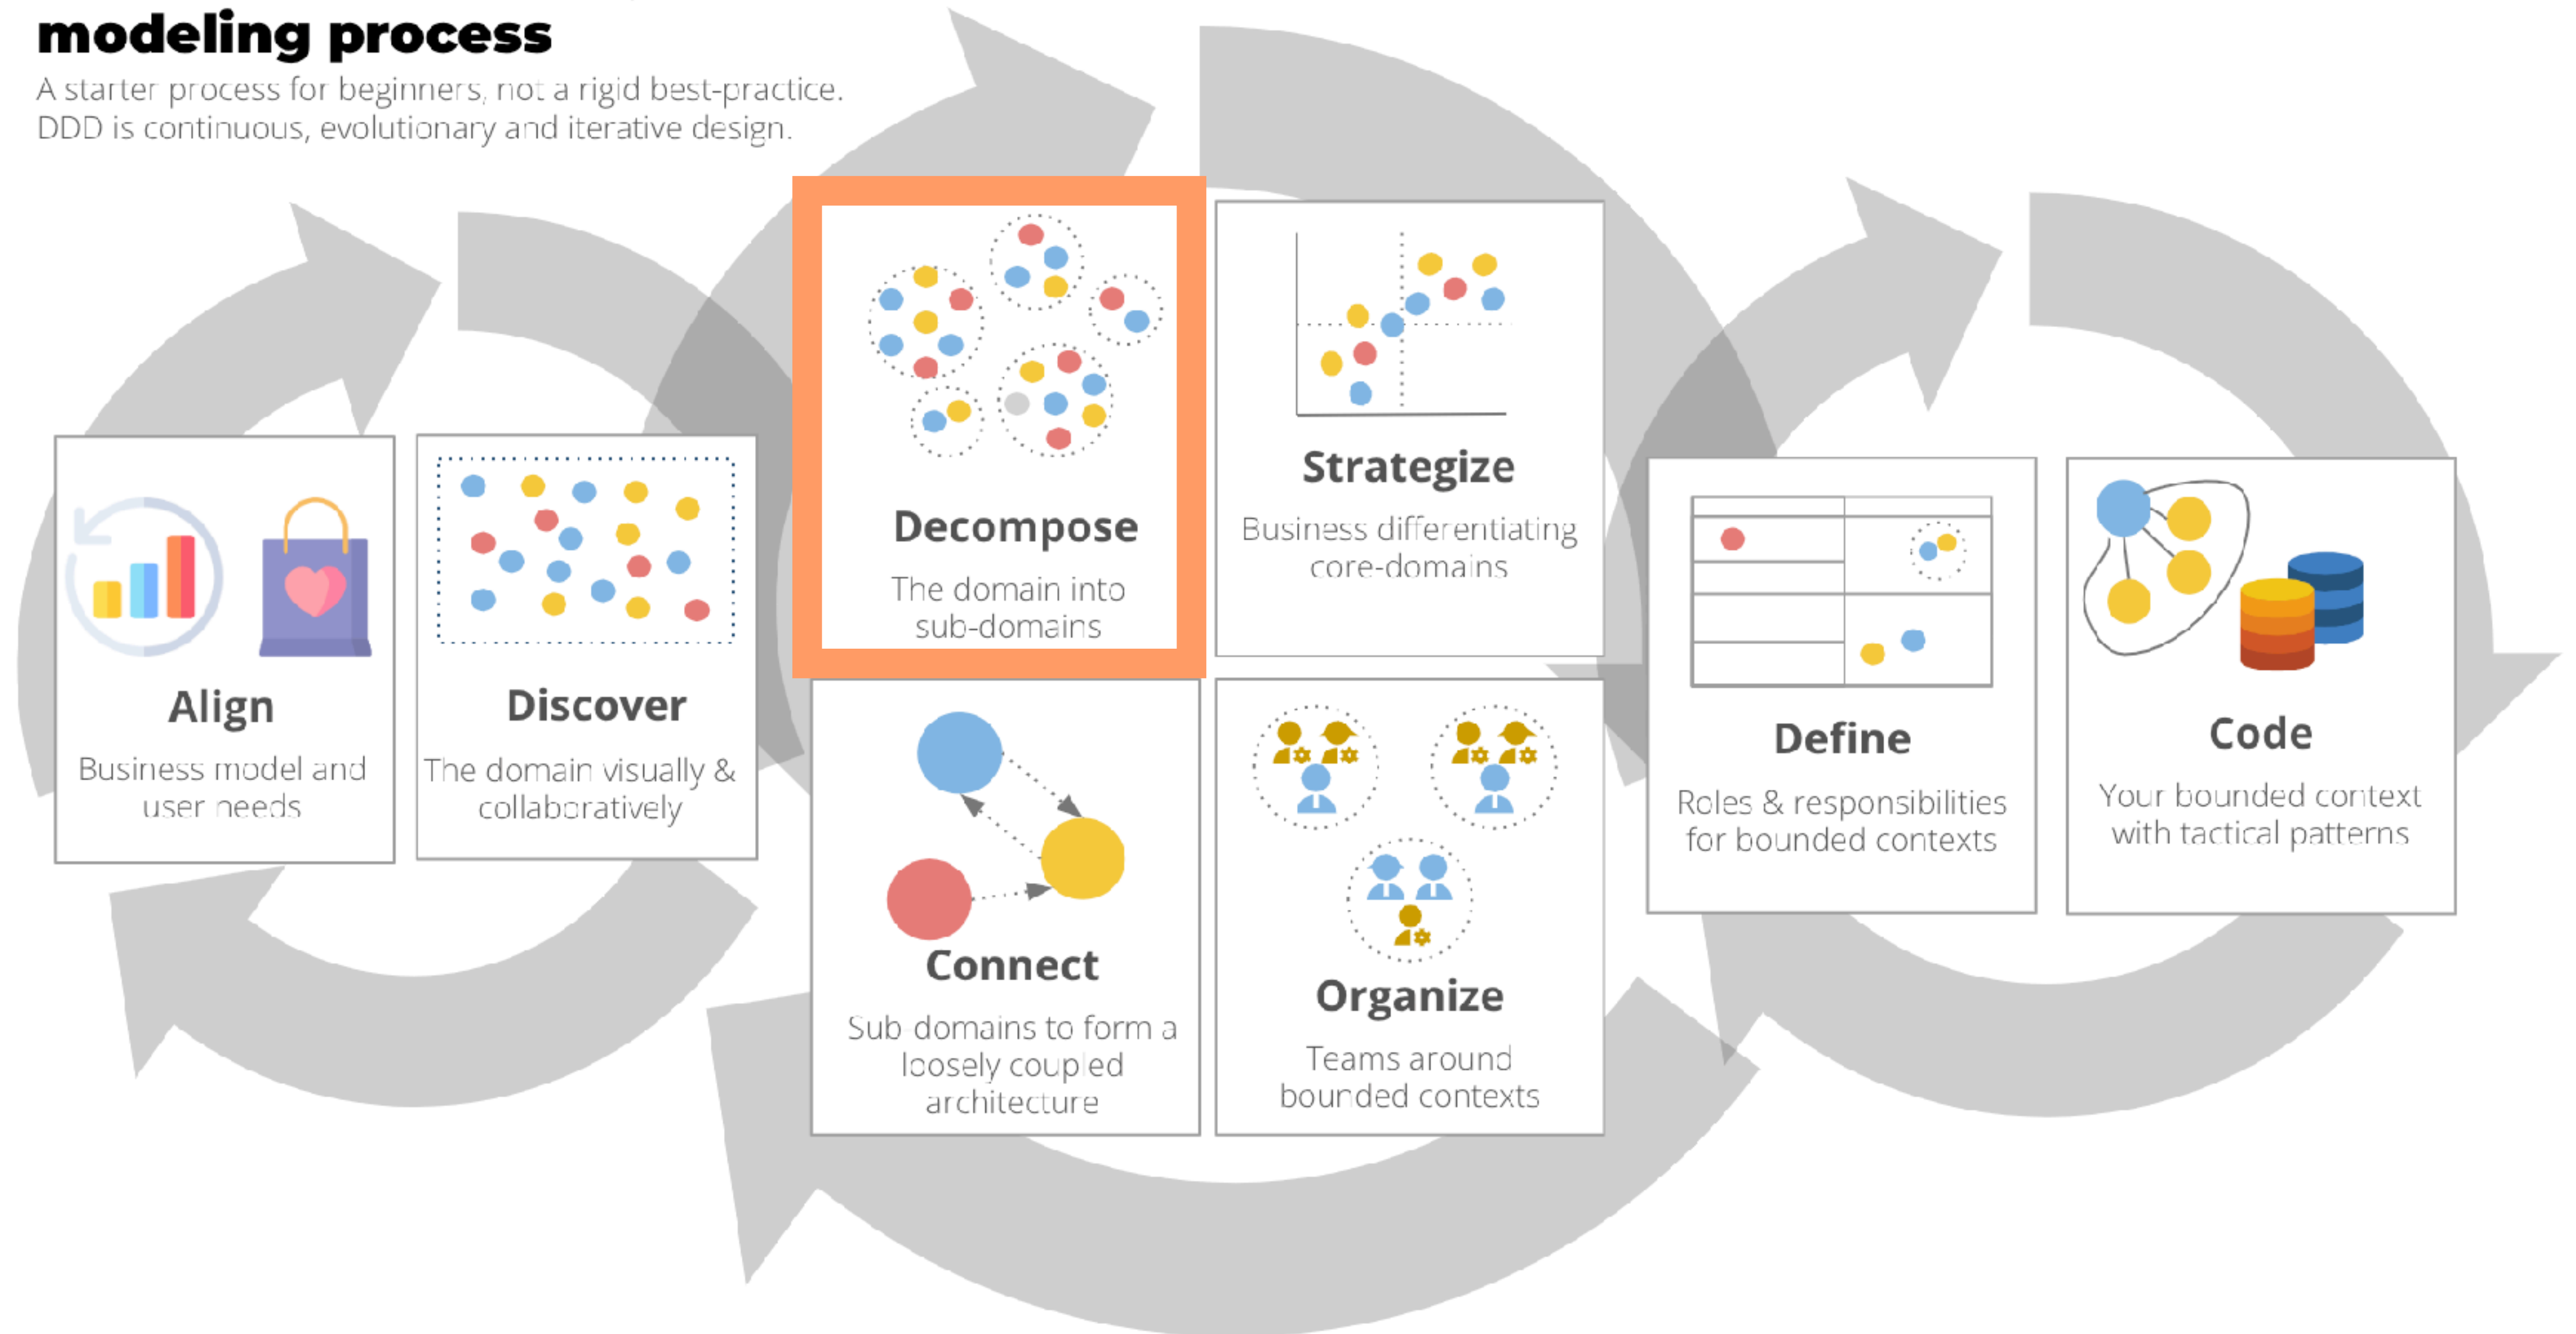 modeling process
A starter process for beginners, not a rigid best-practice.
DDD is continuous, evolutionary and iterative design.
Align
Business model and
user needs
Discover
The domain visually &
collaboratively
Decompose
The domain into
sub-domains
Strategize
Business differentiating
core-domains
Connect
Sub-domains to form a
loosely coupled
architecture
Organize
Teams around
bounded contexts
Define
Roles & responsibilities
for bounded contexts
Code
Your bounded context
with tactical patterns